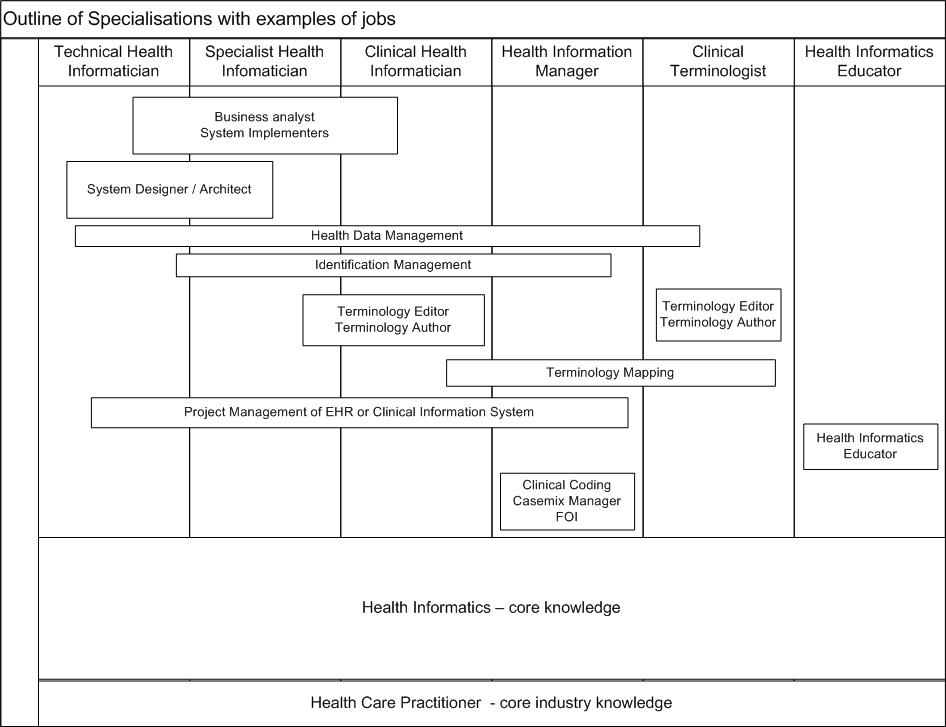 Outline of Specialisations with examples of jobs
Technical Health
Informatician
Specialist Health
Infomatician
Clinical Health
Informatician
Health Information
Manager
Clinical
Terminologist
Health Informatics
Educator
Business analyst
System Implementers
System Designer / Architect
Health Data Management
Identification Management
Terminology Editor
Terminology Author
Terminology Editor
Terminology Author
Terminology Mapping
Project Management of EHR or Clinical Information System
Health Informatics
Educator
Clinical Coding
Casemix Manager
FOI
Health Informatics – core knowledge
Health Care Practitioner - core industry knowledge